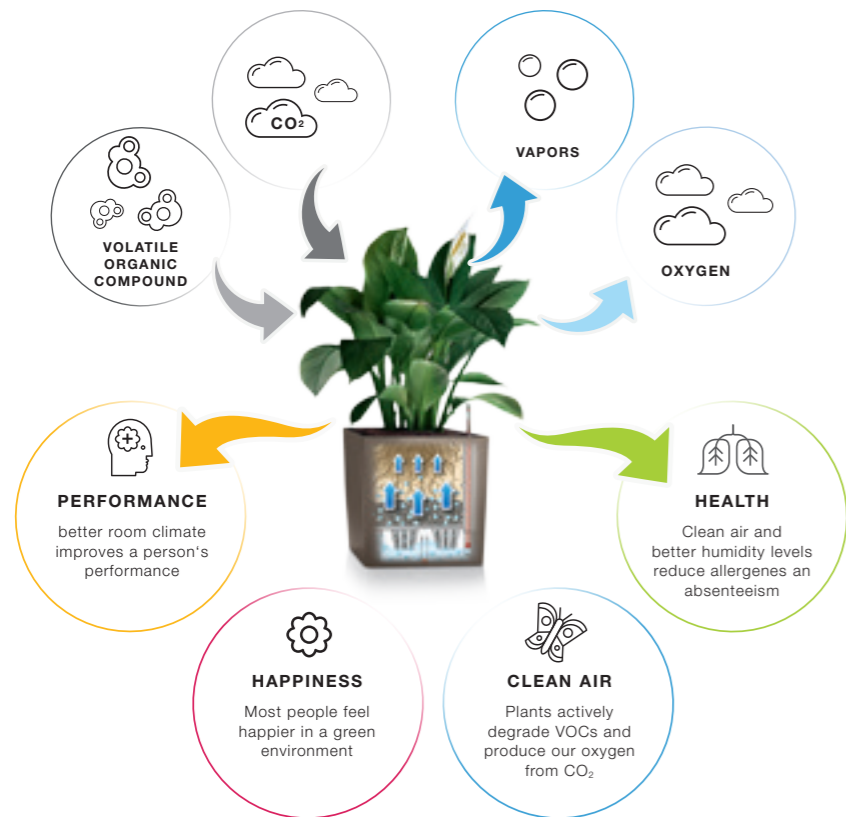 CO²
VAPORS
VOLATILE
ORGANIC
COMPOUND
OXYGEN
PERFORMANCE
better room climate
improves a person's
performance
HEALTH
Clean air and
better humidity levels
reduce allergenes an
absenteeism
HAPPINESS
Most people feel
happier in a green
environment
CLEAN AIR
Plants actively
degrade VOCs and
produce our oxygen
from CO₂